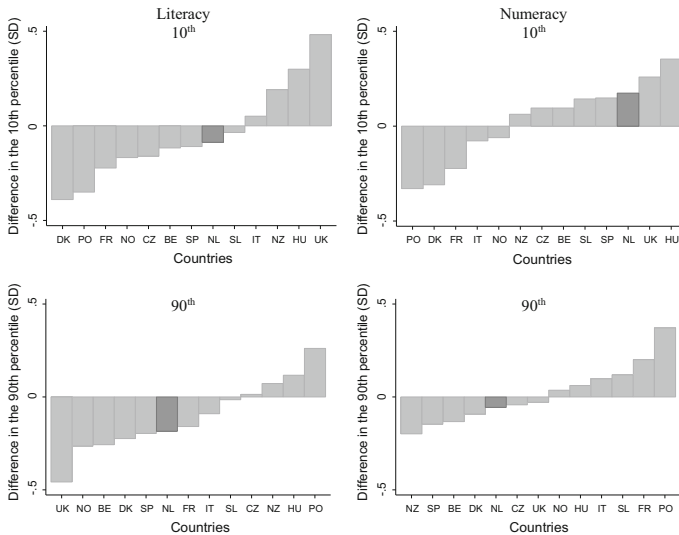 Literacy
10th
Numeracy
10th
Difference in the 10th percentile (SD)
.5
0
-.5
DK PO FR NO CZ BE SP NL SL IT NZ HU UK
Countries
Difference in the 10th percentile (SD)
.5
0
-.5
PO DK FR IT NO NZ CZ BE SL SP NL UK HU
Countries
90th
Difference in the 90th percentile (SD)
.5
0
-.5
UK NO BE DK SP NL FR IT SL CZ NZ HU PO
Countries
90th
Difference in the 90th percentile (SD)
.5
0
-.5
NZ SP BE DK NL CZ UK NO HU IT SL FR PO
Countries